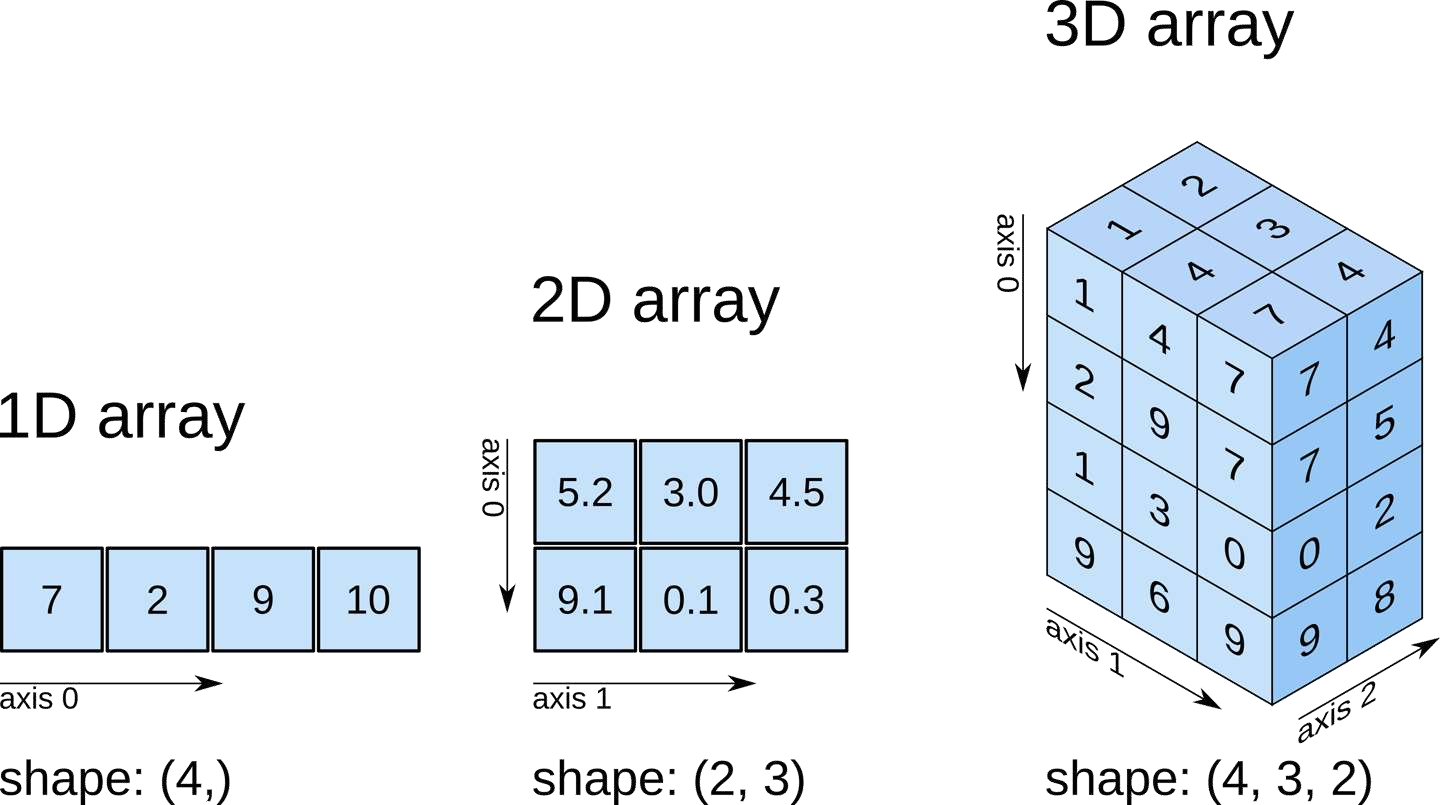 1D array
7 2 9 10
axis 0
shape: (4,)
2D array
axis 0
5.2 3.0 4.5
9.1 0.1 0.3
axis 1
shape: (2, 3)
3D array
axis 0
2
1 3
4 4
7
1 4 7 7 4
2 9 7 7 5
1 3 0 0 2
9 6 9 9 8
axis 1
axis 2
shape: (4, 3, 2)